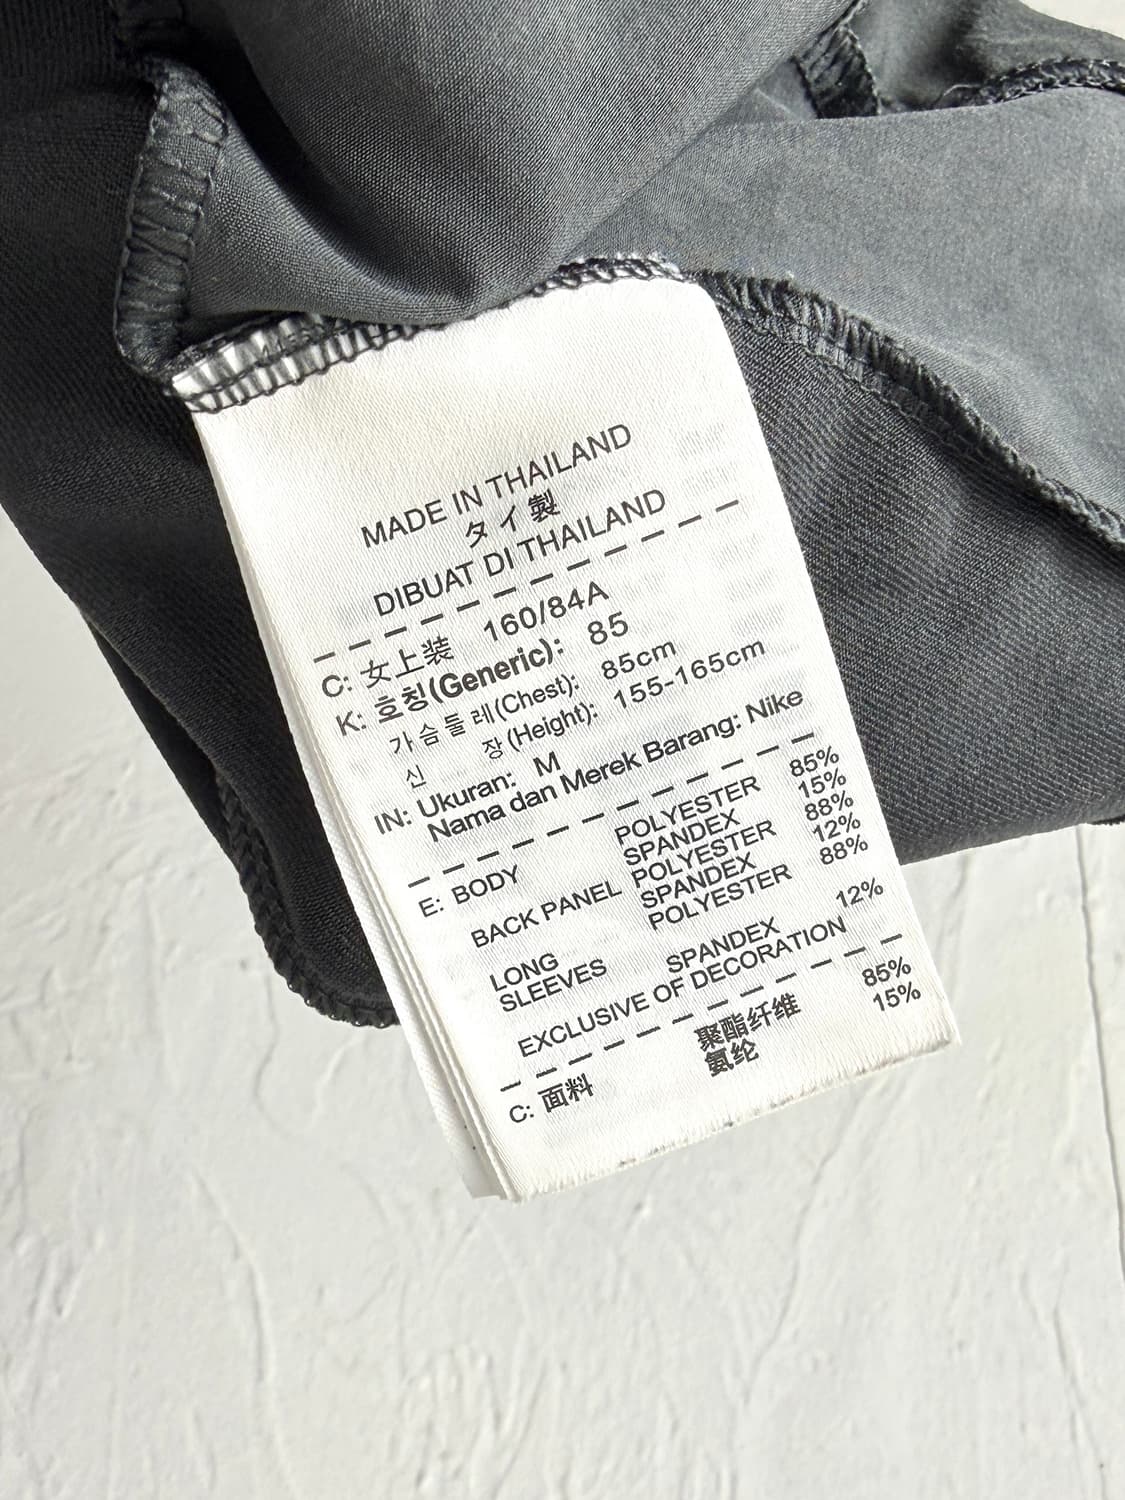 MADE IN THAILAND
タイ製
DIBUAT DI THAILAND
C: 女上装 160/84A
K: 호칭(Generic): 85
가슴둘레(Chest): 85cm
신 장(Height): 155-165cm
IN: Ukuran: M
Nama dan Merek Barang: Nike
E: BODY POLYESTER 85%
SPANDEX 15%
BACK PANEL POLYESTER 88%
SPANDEX 12%
LONG SLEEVES POLYESTER 88%
SPANDEX 12%
EXCLUSIVE OF DECORATION
C: 面料 聚酯纤维 85%
氨纶 15%